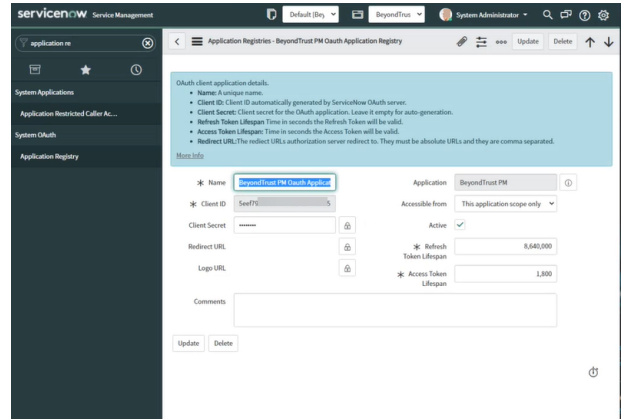 servicenow Service Management
Default (Bey
BeyondTrus
System Administrator
application re
System Applications
Application Restricted Caller Ac...
System OAuth
Application Registry
Application Registries - BeyondTrust PM Oauth Application Registry
Update
Delete
OAuth client application details.
• Name: A unique name.
• Client ID: Client ID automatically generated by ServiceNow OAuth server.
• Client Secret: Client secret for the OAuth application. Leave it empty for auto-generation.
• Refresh Token Lifespan Time in seconds the Refresh Token will be valid.
• Access Token Lifespan: Time in seconds the Access Token will be valid.
• Redirect URL:The redirect URLs authorization server redirect to. They must be absolute URLs and they are comma separated.
More Info
Name
BeyondTrust PM Oauth Applicat
Application
BeyondTrust PM
Client ID
5eef79 5
Accessible from
This application scope only
Client Secret
Active
Redirect URL
Refresh
Token Lifespan
8,640,000
Logo URL
Access Token
Lifespan
1,800
Comments
Update
Delete